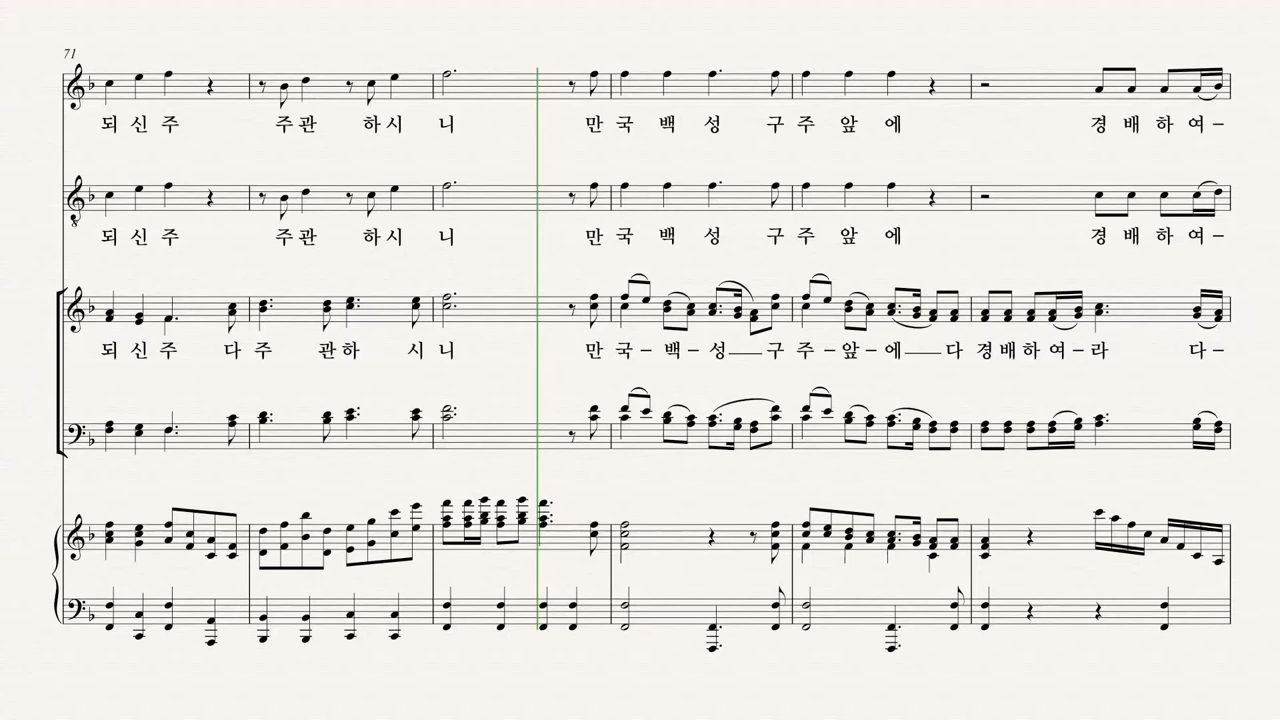 71
되 신 주 주 관 하 시 니 만 국 백 성 구 주 앞 에 경 배 하 여 –
되 신 주 주 관 하 시 니 만 국 백 성 구 주 앞 에 경 배 하 여 –
되 신 주 다 주 관 하 시 니 만 국 – 백 – 성 —— 구 주 – 앞 – 에 —— 다 경 배 하 여 – 라 다 –